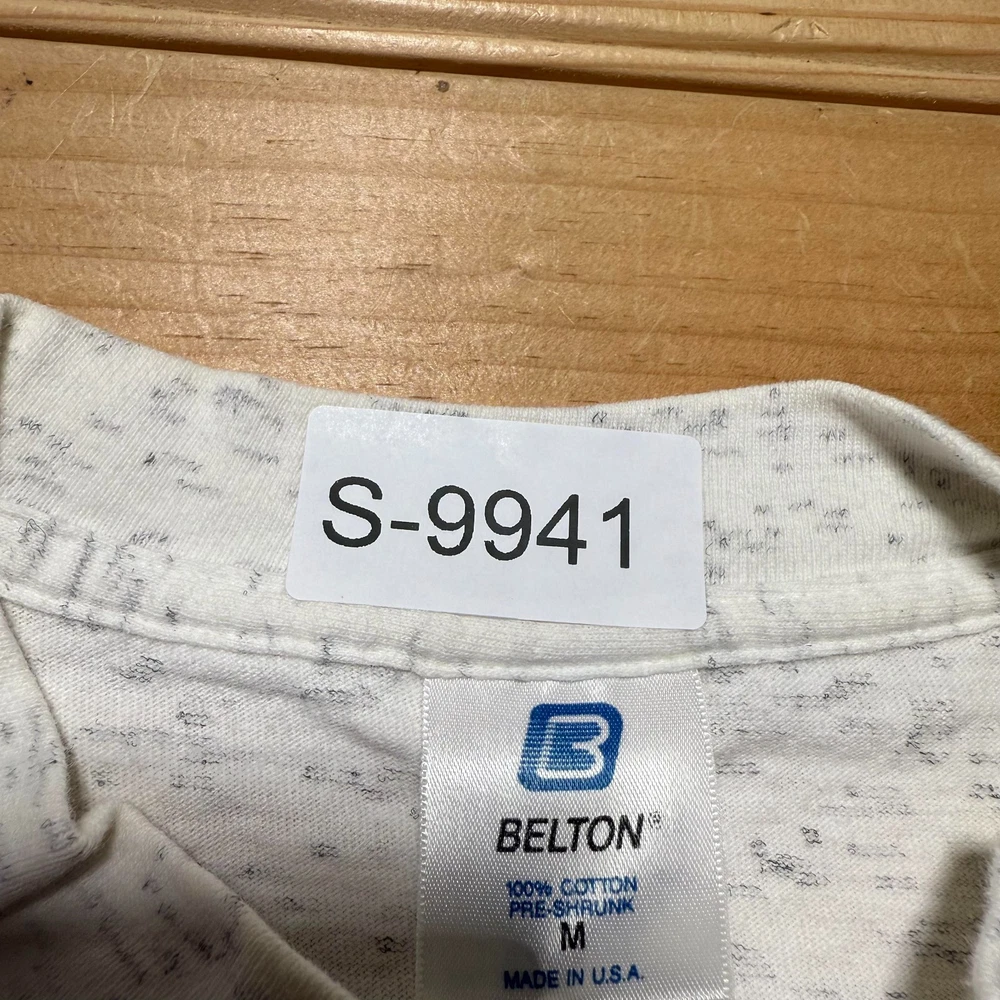 S-9941
B
BELTON®
100% COTTON
PRE-SHRUNK
M
MADE IN U.S.A.